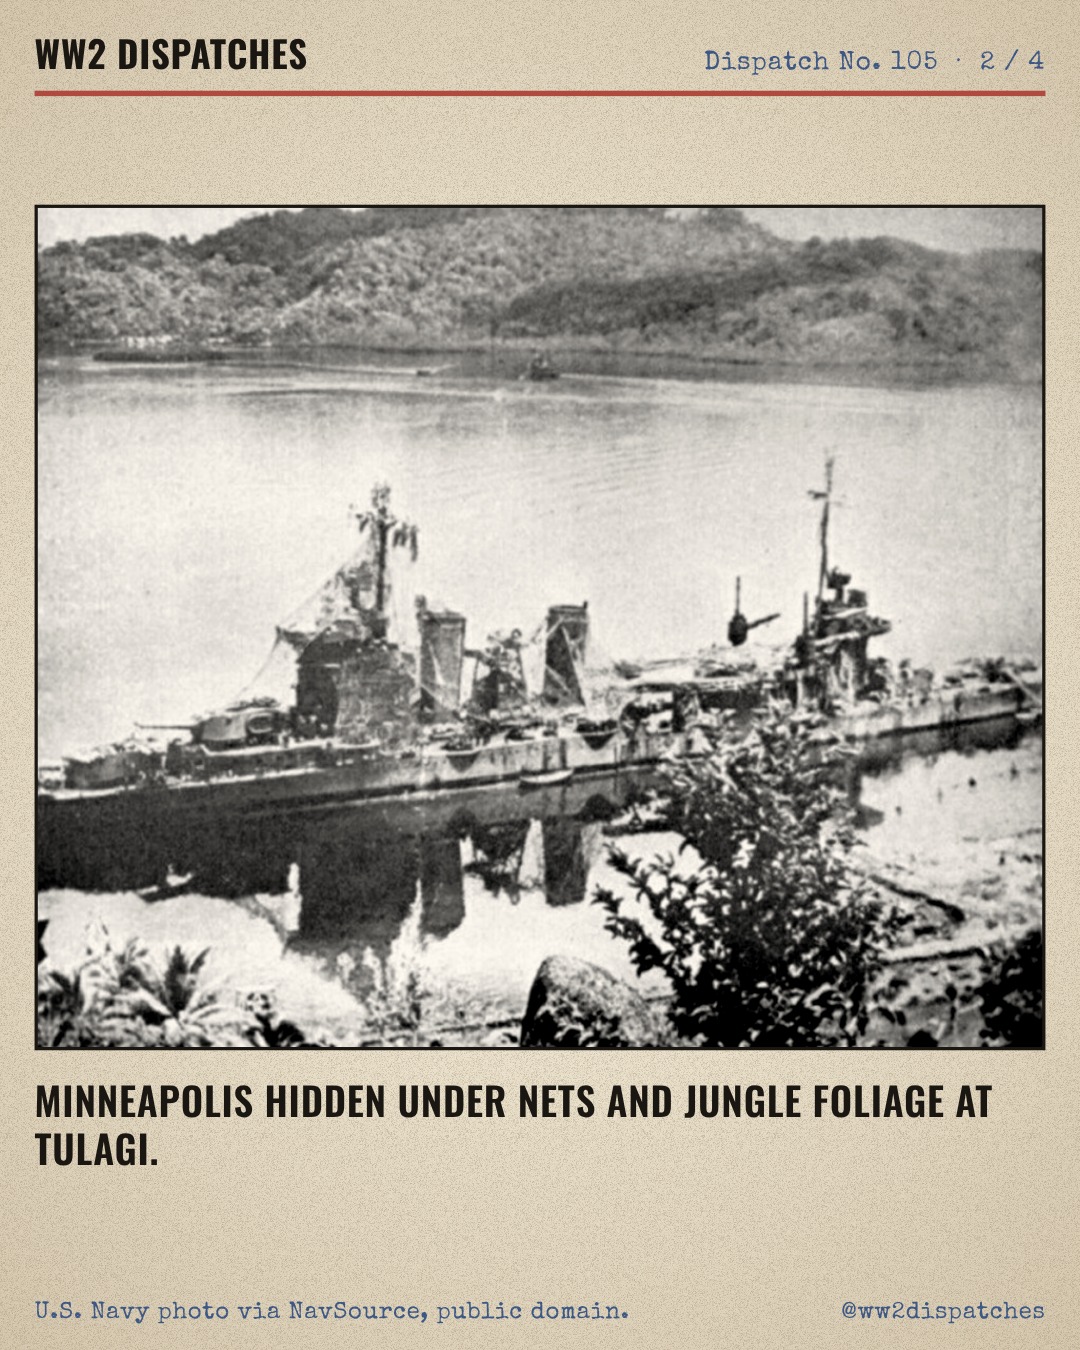 WW2 DISPATCHES
Dispatch No. 105 · 2 / 4
MINNEAPOLIS HIDDEN UNDER NETS AND JUNGLE FOLIAGE AT
TULAGI.
U.S. Navy photo via NavSource, public domain.
@ww2dispatches